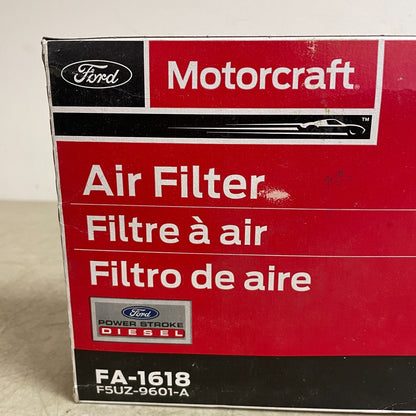 Ford
Motorcraft®
™
Air Filter
Filtre à air
Filtro de aire
Ford
POWER STROKE
DIESEL
FA-1618
F5UZ-9601-A